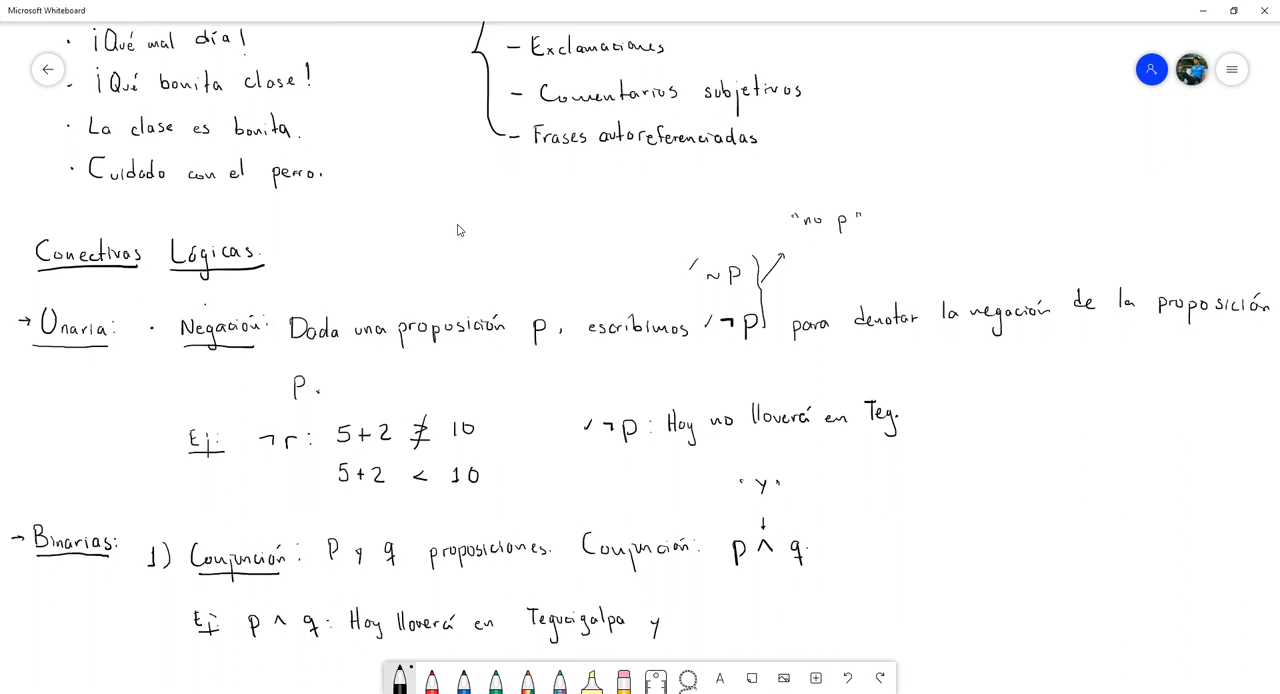 Microsoft Whiteboard
· ¡Qué mal día!
- ¡Qué bonita clase!
· La clase es bonita.
· Cuidado con el perro.
- Exclamaciones
- Comentarios subjetivos
- Frases autoreferenciadas
Conectivas Lógicas.
"no p"
~p
→ Unaria: · Negación: Dada una proposición p, escribimos ¬p para denotar la negación de la proposición
p.
Ej: ¬r: 5+2 ≱ 10
5+2 < 10
¬p: Hoy no lloverá en Teg.
"y"
↓
→ Binarias: 1) Conjunción: p y q proposiciones. Conjunción: p ∧ q.
Ej p ∧ q: Hoy lloverá en Tegucigalpa y